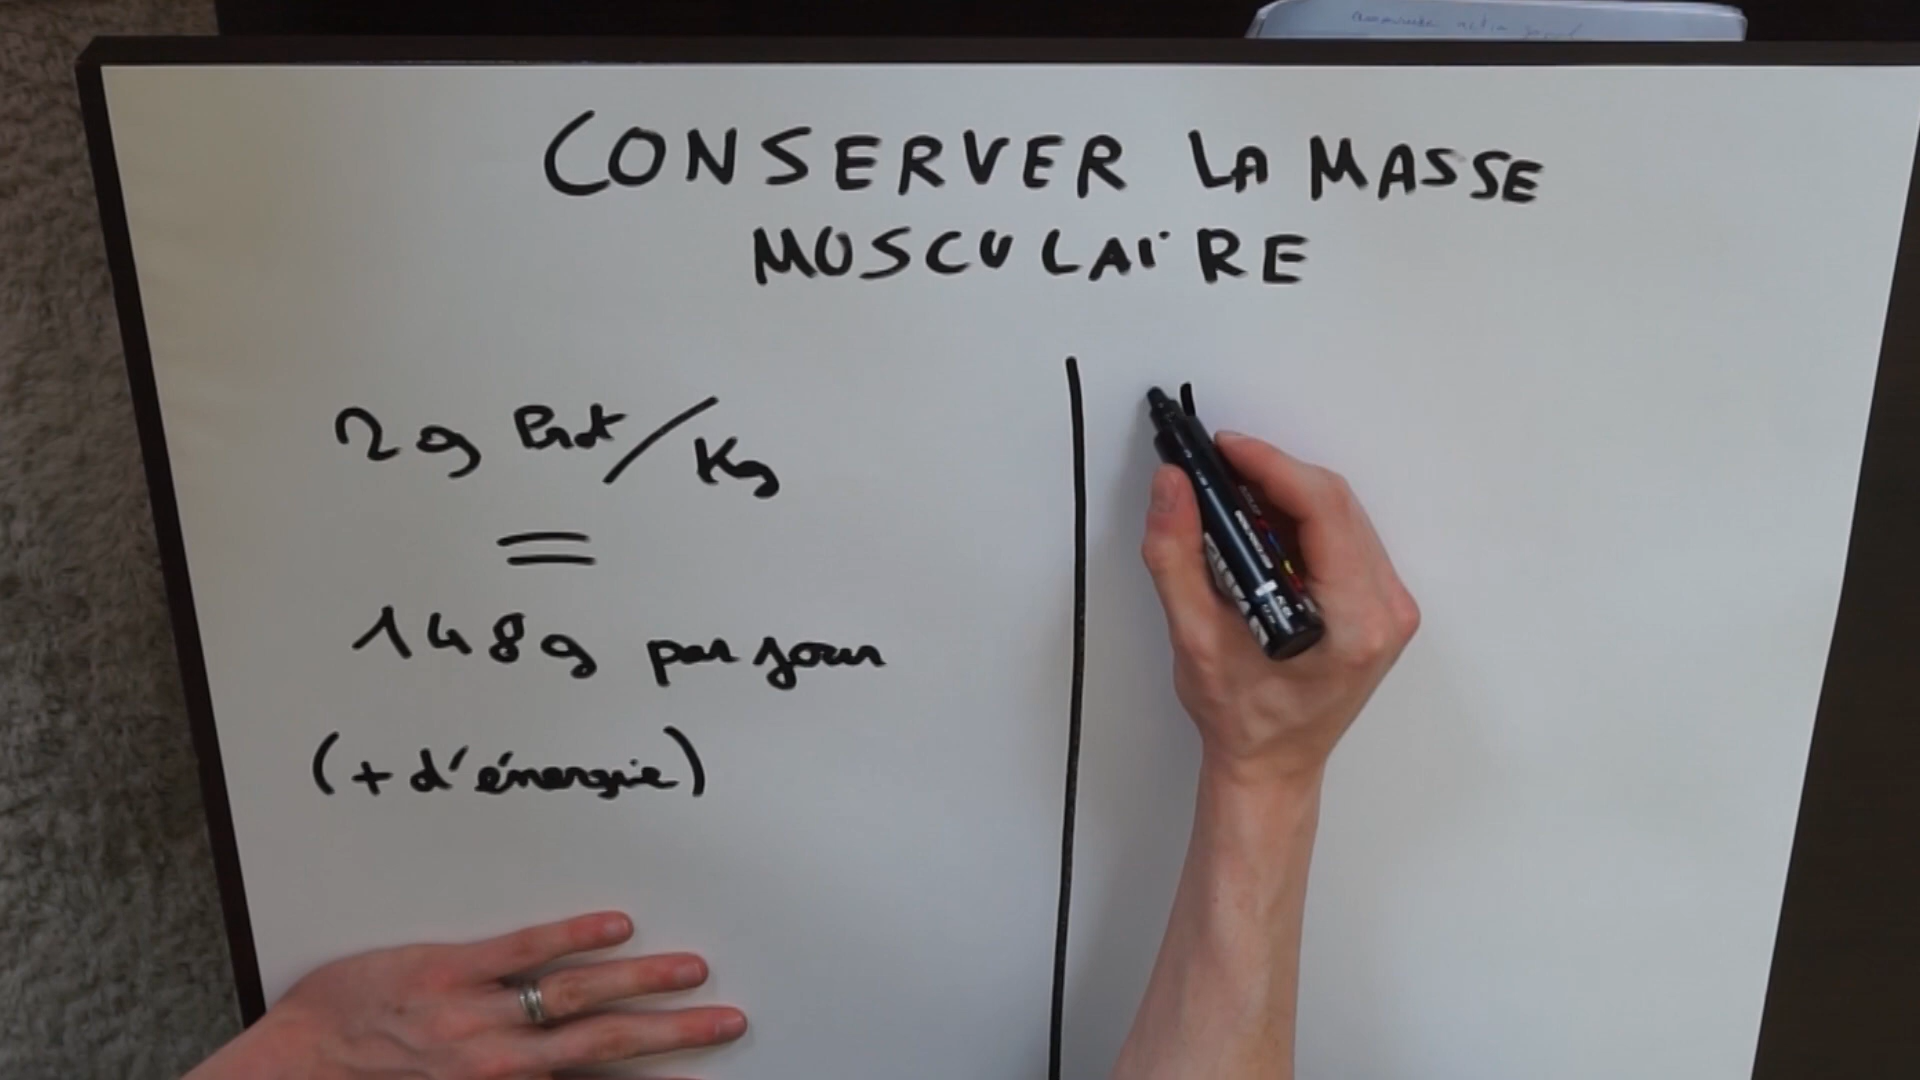 CONSERVER LA MASSE
MUSCULAIRE
2g Prot/Kg
=
148g par jour
(+ d'énergie)